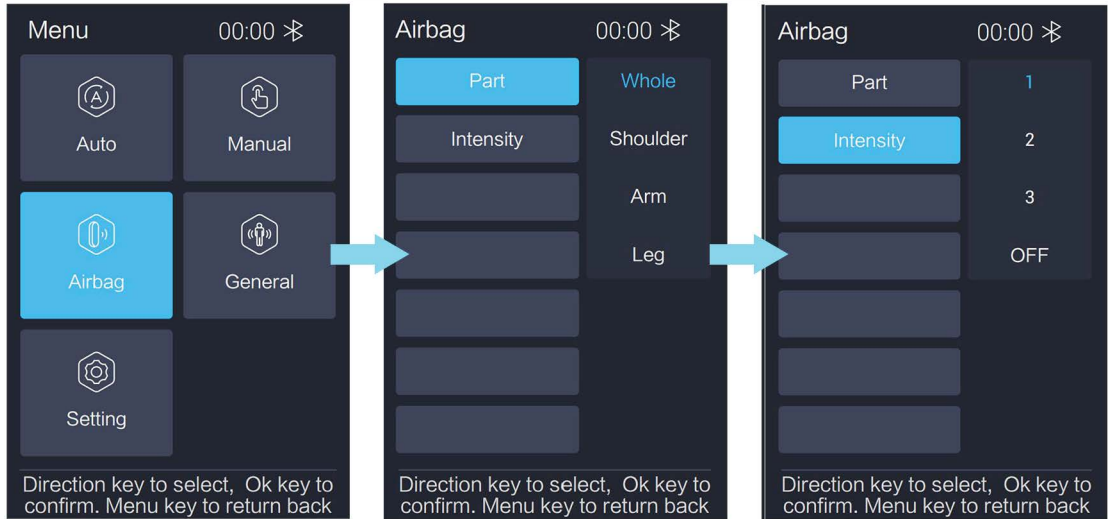 Menu 00:00
Auto Manual
Airbag General
Setting
Direction key to select, Ok key to
confirm. Menu key to return back
Airbag 00:00
Part Whole
Intensity Shoulder
Arm
Leg
Direction key to select, Ok key to
confirm. Menu key to return back
Airbag 00:00
Part 1
Intensity 2
3
OFF
Direction key to select, Ok key to
confirm. Menu key to return back